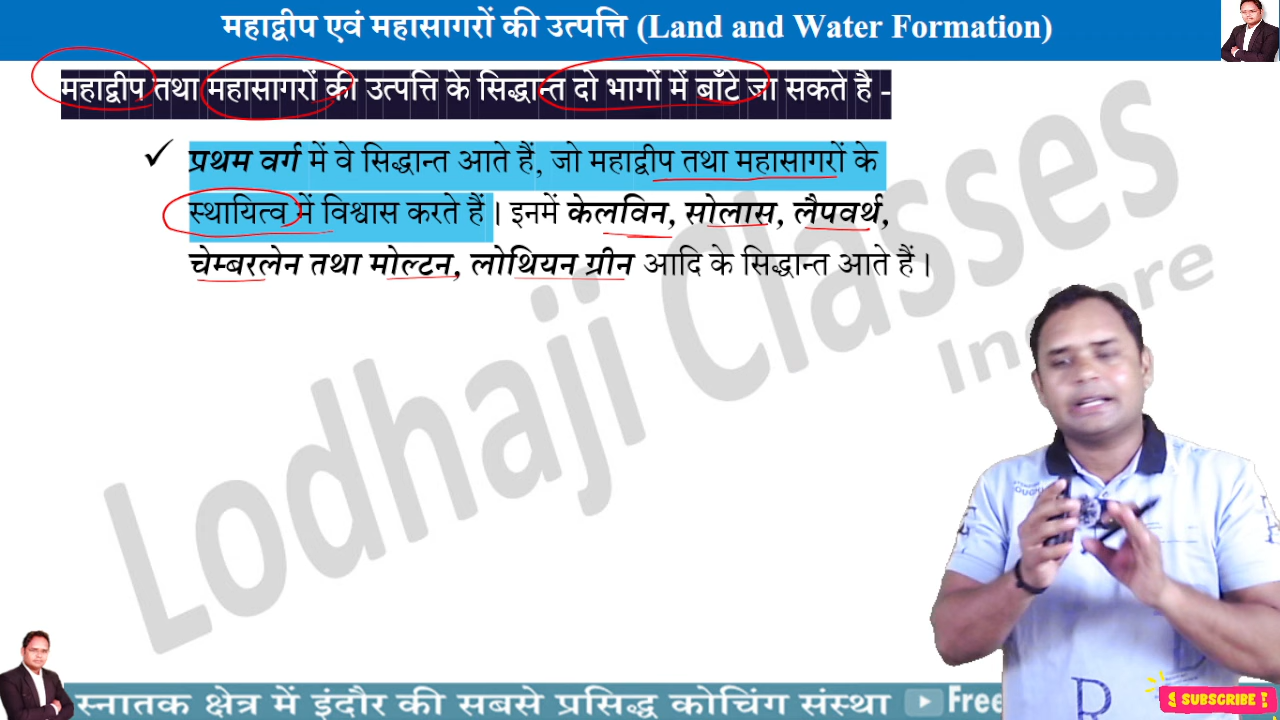 महाद्वीप एवं महासागरों की उत्पत्ति (Land and Water Formation)
महाद्वीप तथा महासागरों की उत्पत्ति के सिद्धान्त दो भागों में बाँटे जा सकते है -
✓ प्रथम वर्ग में वे सिद्धान्त आते हैं, जो महाद्वीप तथा महासागरों के
स्थायित्व में विश्वास करते हैं। इनमें केलविन, सोलास, लैपवर्थ,
चेम्बरलेन तथा मोल्टन, लोथियन ग्रीन आदि के सिद्धान्त आते हैं।
Lodhaji Classes
स्नातक क्षेत्र में इंदौर की सबसे प्रसिद्ध कोचिंग संस्था Free
SUBSCRIBE